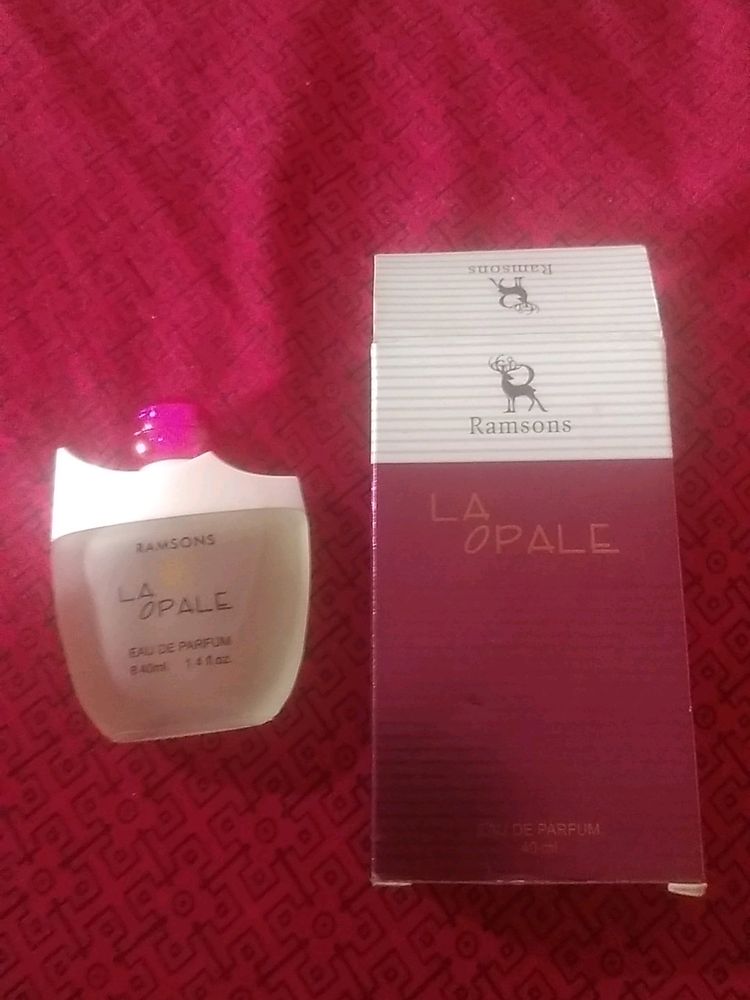 RAMSONS
LA
OPALE
EAU DE PARFUM
e 40ml 1.4 fl.oz.
Ramsons
Ramsons
LA
OPALE
EAU DE PARFUM
40 ml